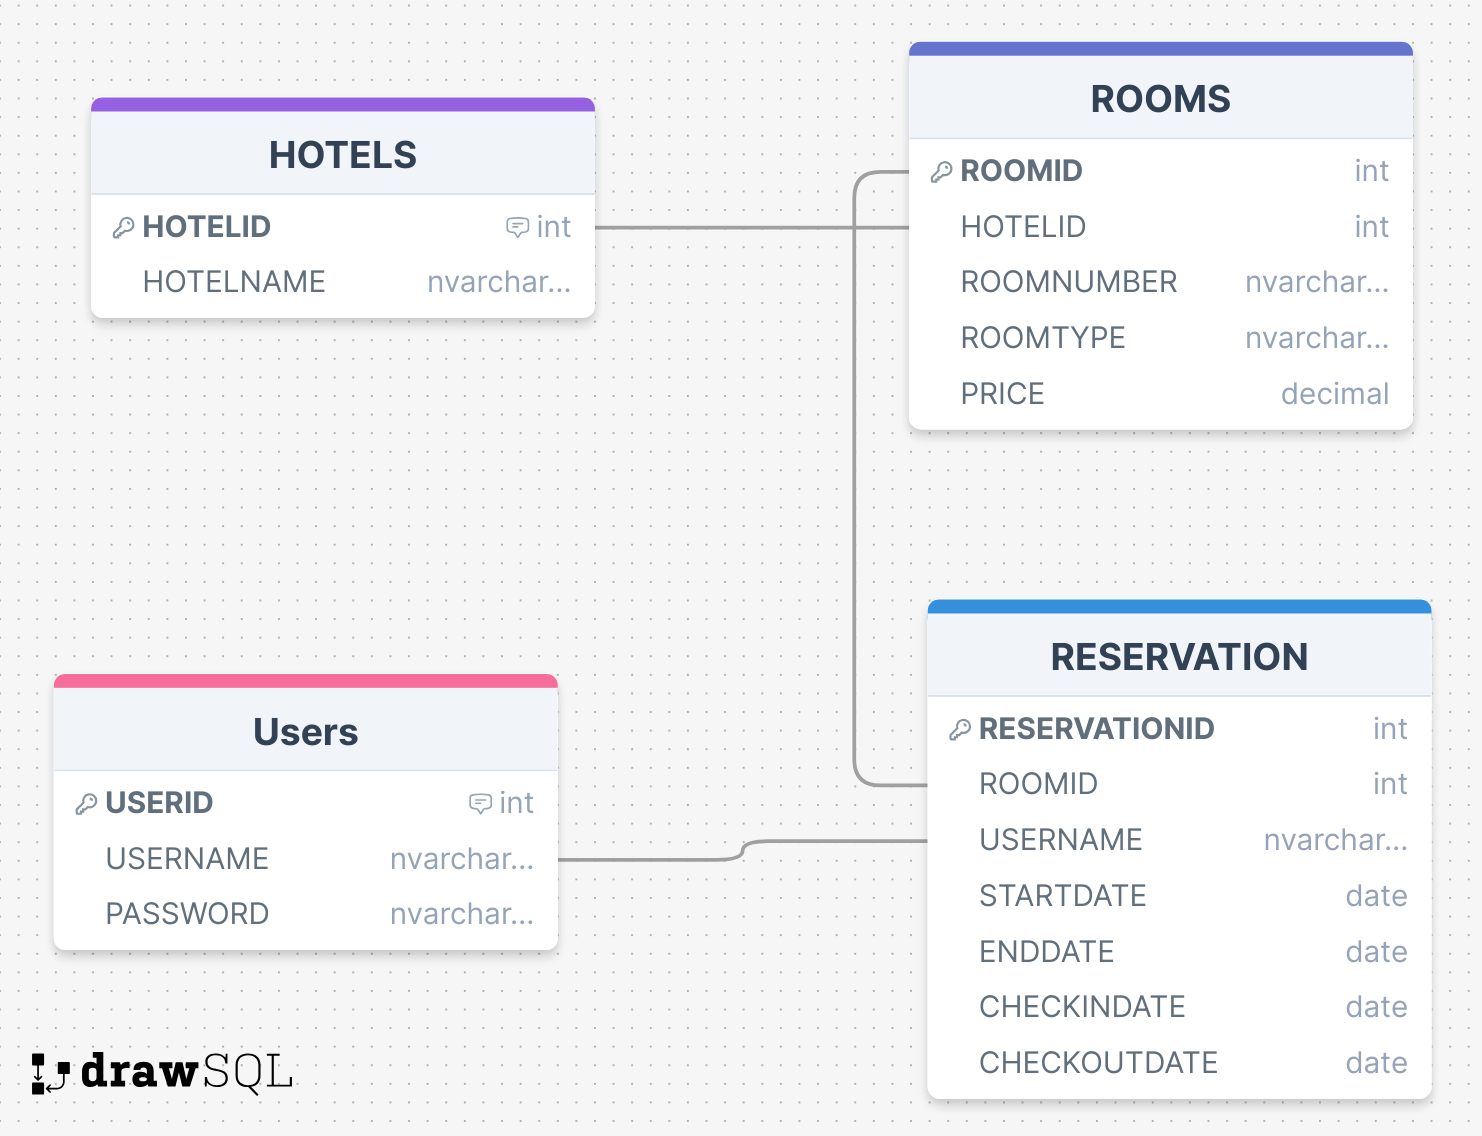 HOTELS
HOTELID int
HOTELNAME nvarchar...
ROOMS
ROOMID int
HOTELID int
ROOMNUMBER nvarchar...
ROOMTYPE nvarchar...
PRICE decimal
Users
USERID int
USERNAME nvarchar...
PASSWORD nvarchar...
RESERVATION
RESERVATIONID int
ROOMID int
USERNAME nvarchar...
STARTDATE date
ENDDATE date
CHECKINDATE date
CHECKOUTDATE date
drawSQL